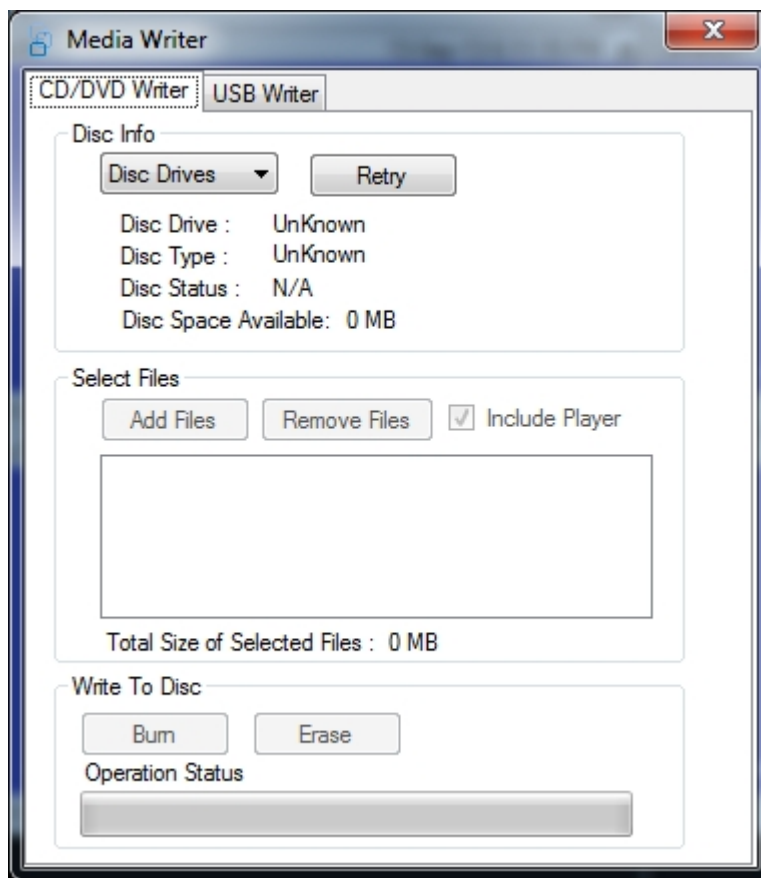 Media Writer
CD/DVD Writer USB Writer
Disc Info
Disc Drives Retry
Disc Drive : UnKnown
Disc Type : UnKnown
Disc Status : N/A
Disc Space Available: 0 MB
Select Files
Add Files Remove Files Include Player
Total Size of Selected Files : 0 MB
Write To Disc
Burn Erase
Operation Status